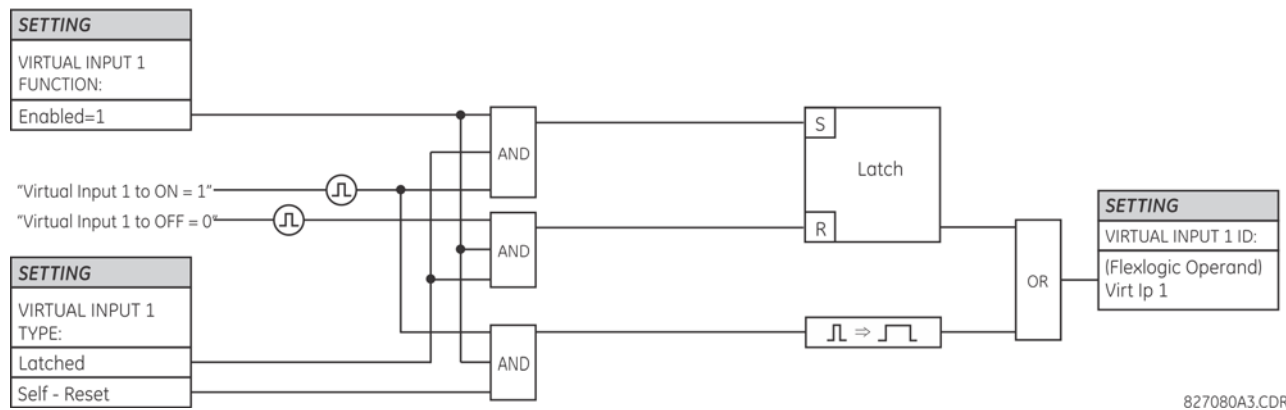 SETTING
VIRTUAL INPUT 1
FUNCTION:
Enabled=1
"Virtual Input 1 to ON = 1"
"Virtual Input 1 to OFF = 0"
SETTING
VIRTUAL INPUT 1
TYPE:
Latched
Self - Reset
AND
AND
AND
S
Latch
R
OR
SETTING
VIRTUAL INPUT 1 ID:
(Flexlogic Operand)
Virt Ip 1
827080A3.CDR